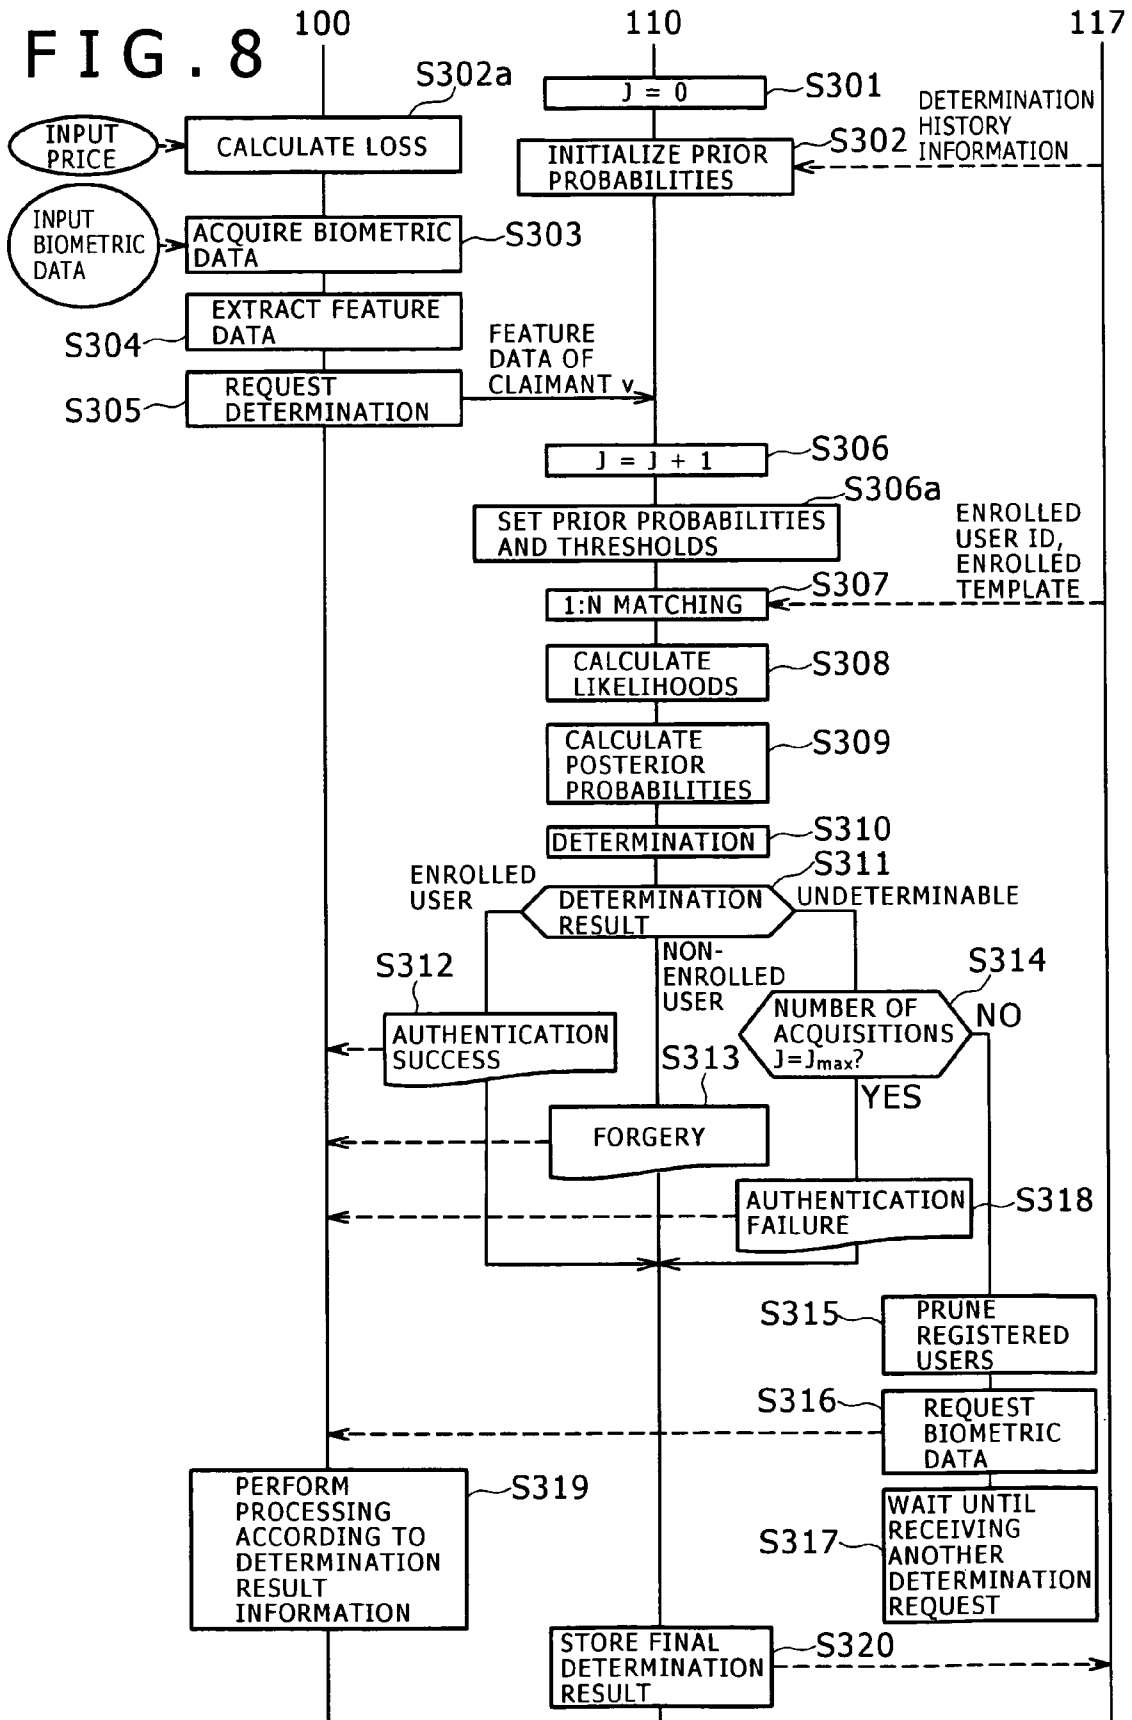 FIG.8
100
110
117
S302a
J = 0
S301
INPUT
PRICE
CALCULATE LOSS
INITIALIZE PRIOR
PROBABILITIES
S302
DETERMINATION
HISTORY
INFORMATION
INPUT
BIOMETRIC
DATA
ACQUIRE BIOMETRIC
DATA
S303
EXTRACT FEATURE
DATA
S304
REQUEST
DETERMINATION
S305
FEATURE
DATA OF
CLAIMANT v
J = J + 1
S306
S306a
SET PRIOR PROBABILITIES
AND THRESHOLDS
ENROLLED
USER ID,
ENROLLED
TEMPLATE
1:N MATCHING
S307
CALCULATE
LIKELIHOODS
S308
CALCULATE
POSTERIOR
PROBABILITIES
S309
DETERMINATION
S310
S311
ENROLLED
USER
DETERMINATION
RESULT
UNDETERMINABLE
NON-
ENROLLED
USER
S312
AUTHENTICATION
SUCCESS
S314
NUMBER OF
ACQUISITIONS
J=Jmax?
NO
YES
S313
FORGERY
AUTHENTICATION
FAILURE
S318
S315
PRUNE
REGISTERED
USERS
S316
REQUEST
BIOMETRIC
DATA
PERFORM
PROCESSING
ACCORDING TO
DETERMINATION
RESULT
INFORMATION
S319
S317
WAIT UNTIL
RECEIVING
ANOTHER
DETERMINATION
REQUEST
STORE FINAL
DETERMINATION
RESULT
S320